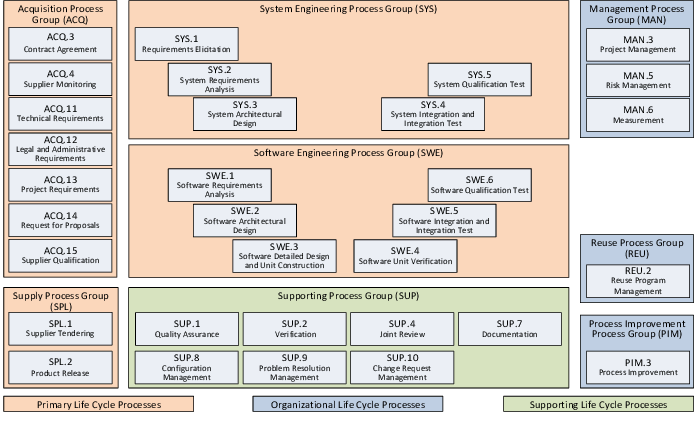 Acquisition Process
Group (ACQ)
ACQ.3
Contract Agreement
ACQ.4
Supplier Monitoring
ACQ.11
Technical Requirements
ACQ.12
Legal and Administrative
Requirements
ACQ.13
Project Requirements
ACQ.14
Request for Proposals
ACQ.15
Supplier Qualification
System Engineering Process Group (SYS)
SYS.1
Requirements Elicitation
SYS.2
System Requirements
Analysis
SYS.3
System Architectural
Design
SYS.5
System Qualification Test
SYS.4
System Integration and
Integration Test
Management Process
Group (MAN)
MAN.3
Project Management
MAN.5
Risk Management
MAN.6
Measurement
Software Engineering Process Group (SWE)
SWE.1
Software Requirements
Analysis
SWE.2
Software Architectural
Design
SWE.3
Software Detailed Design
and Unit Construction
SWE.6
Software Qualification Test
SWE.5
Software Integration and
Integration Test
SWE.4
Software Unit Verification
Reuse Process Group
(REU)
REU.2
Reuse Program
Management
Supply Process Group
(SPL)
SPL.1
Supplier Tendering
SPL.2
Product Release
Supporting Process Group (SUP)
SUP.1
Quality Assurance
SUP.2
Verification
SUP.4
Joint Review
SUP.7
Documentation
SUP.8
Configuration
Management
SUP.9
Problem Resolution
Management
SUP.10
Change Request
Management
Process Improvement
Process Group (PIM)
PIM.3
Process Improvement
Primary Life Cycle Processes
Organizational Life Cycle Processes
Supporting Life Cycle Processes